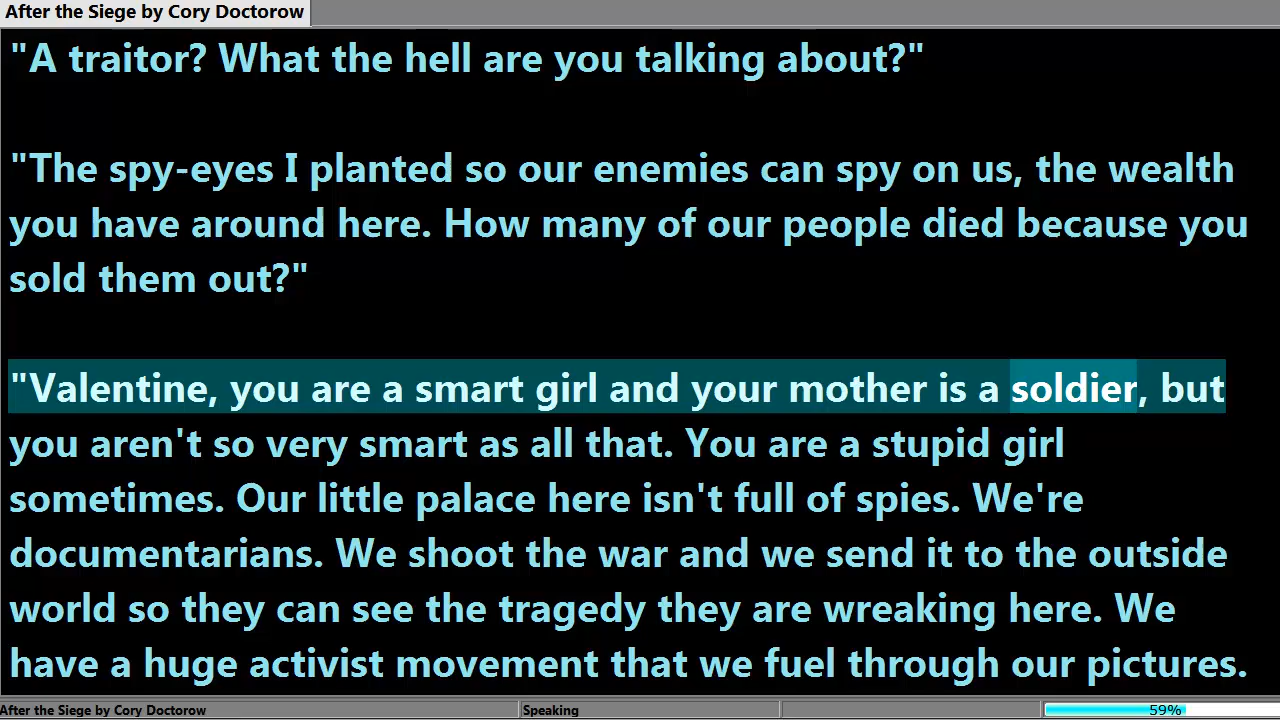 After the Siege by Cory Doctorow
"A traitor? What the hell are you talking about?"
"The spy-eyes I planted so our enemies can spy on us, the wealth
you have around here. How many of our people died because you
sold them out?"
"Valentine, you are a smart girl and your mother is a soldier, but
you aren't so very smart as all that. You are a stupid girl
sometimes. Our little palace here isn't full of spies. We're
documentarians. We shoot the war and we send it to the outside
world so they can see the tragedy they are wreaking here. We
have a huge activist movement that we fuel through our pictures.
After the Siege by Cory Doctorow Speaking 59%